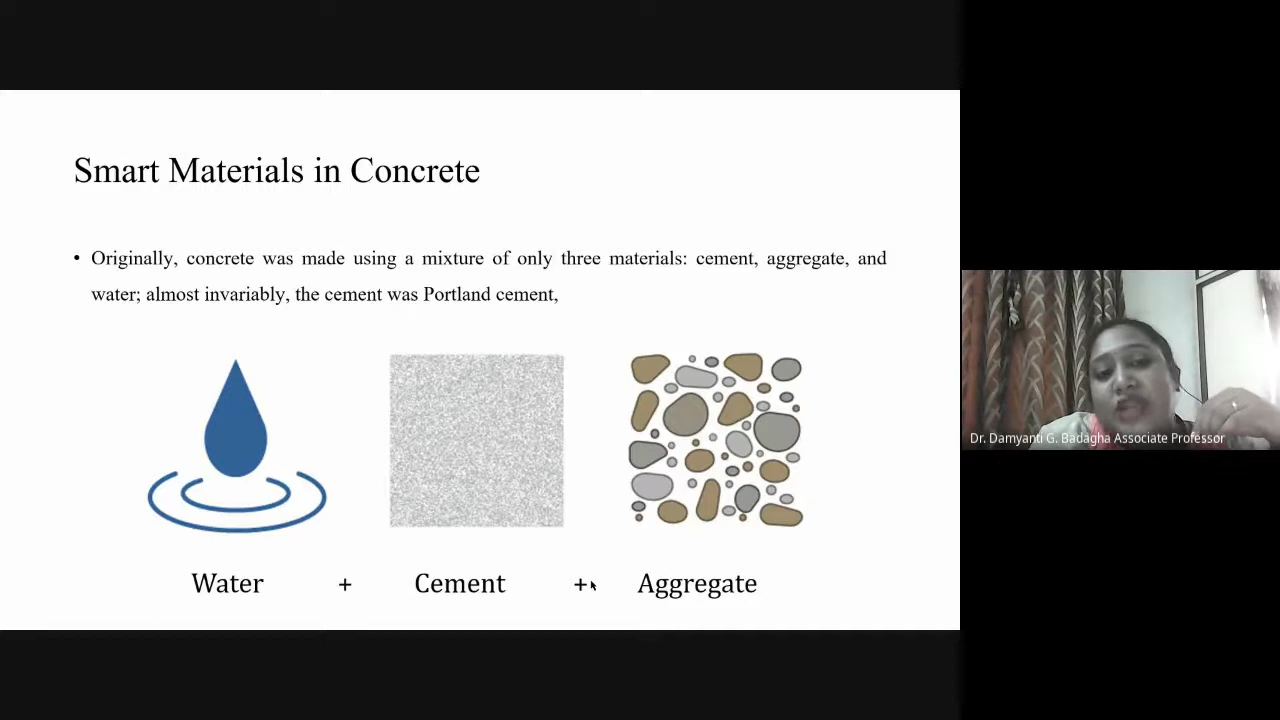 Smart Materials in Concrete
• Originally, concrete was made using a mixture of only three materials: cement, aggregate, and
water; almost invariably, the cement was Portland cement,
Water + Cement + Aggregate
Dr. Damyanti G. Badagha Associate Professor